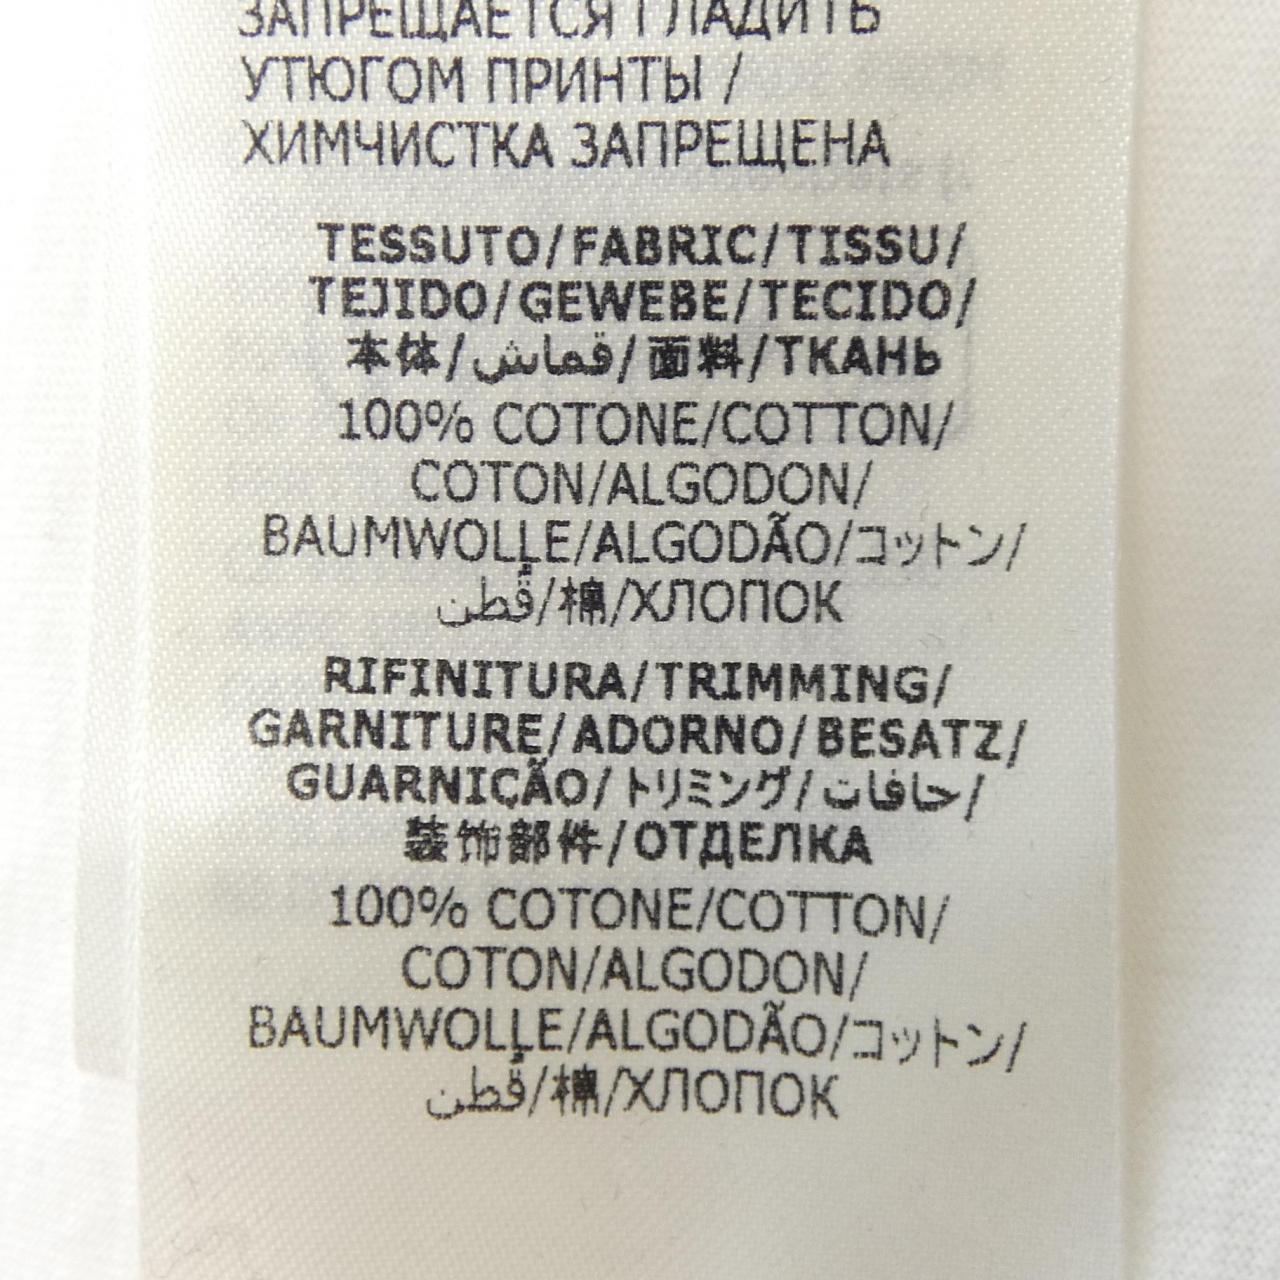 ЗАПРЕЩАЕТСЯ ГЛАДИТЬ
УТЮГОМ ПРИНТЫ /
ХИМЧИСТКА ЗАПРЕЩЕНА
TESSUTO/FABRIC/TISSU/
TEJIDO/GEWEBE/TECIDO/
本体/قماش/面料/ТКАНЬ
100% COTONE/COTTON/
COTON/ALGODON/
BAUMWOLLE/ALGODÃO/コットン/
قُطن/棉/ХЛОПОК
RIFINITURA/TRIMMING/
GARNITURE/ADORNO/BESATZ/
GUARNIÇÃO/トリミング/حافات/
装饰部件/ОТДЕЛКА
100% COTONE/COTTON/
COTON/ALGODON/
BAUMWOLLE/ALGODÃO/コットン/
قُطن/棉/ХЛОПОК